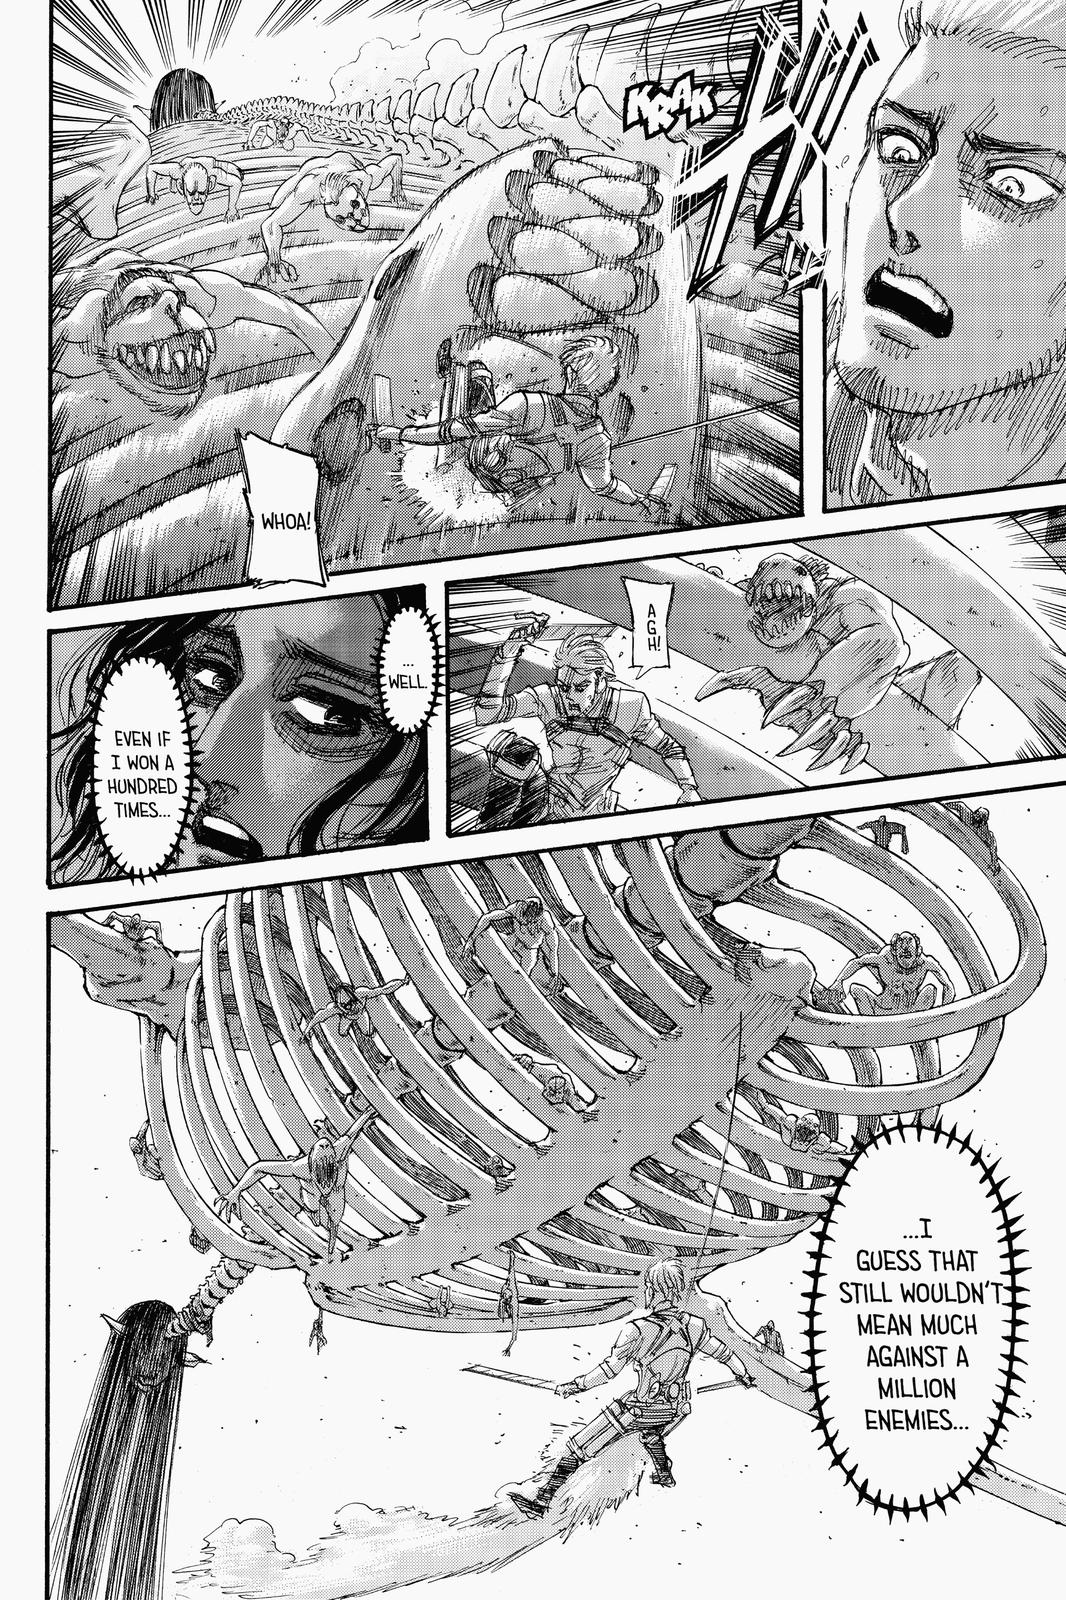 KRAK
WHOA!
AGH!
...
WELL.
EVEN IF
I WON A
HUNDRED
TIMES...
...I
GUESS THAT
STILL WOULDN'T
MEAN MUCH
AGAINST A
MILLION
ENEMIES...